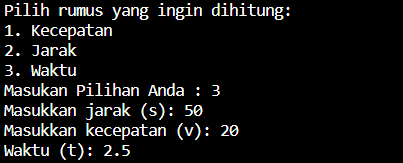 Pilih rumus yang ingin dihitung:
1. Kecepatan
2. Jarak
3. Waktu
Masukan Pilihan Anda : 3
Masukkan jarak (s): 50
Masukkan kecepatan (v): 20
Waktu (t): 2.5